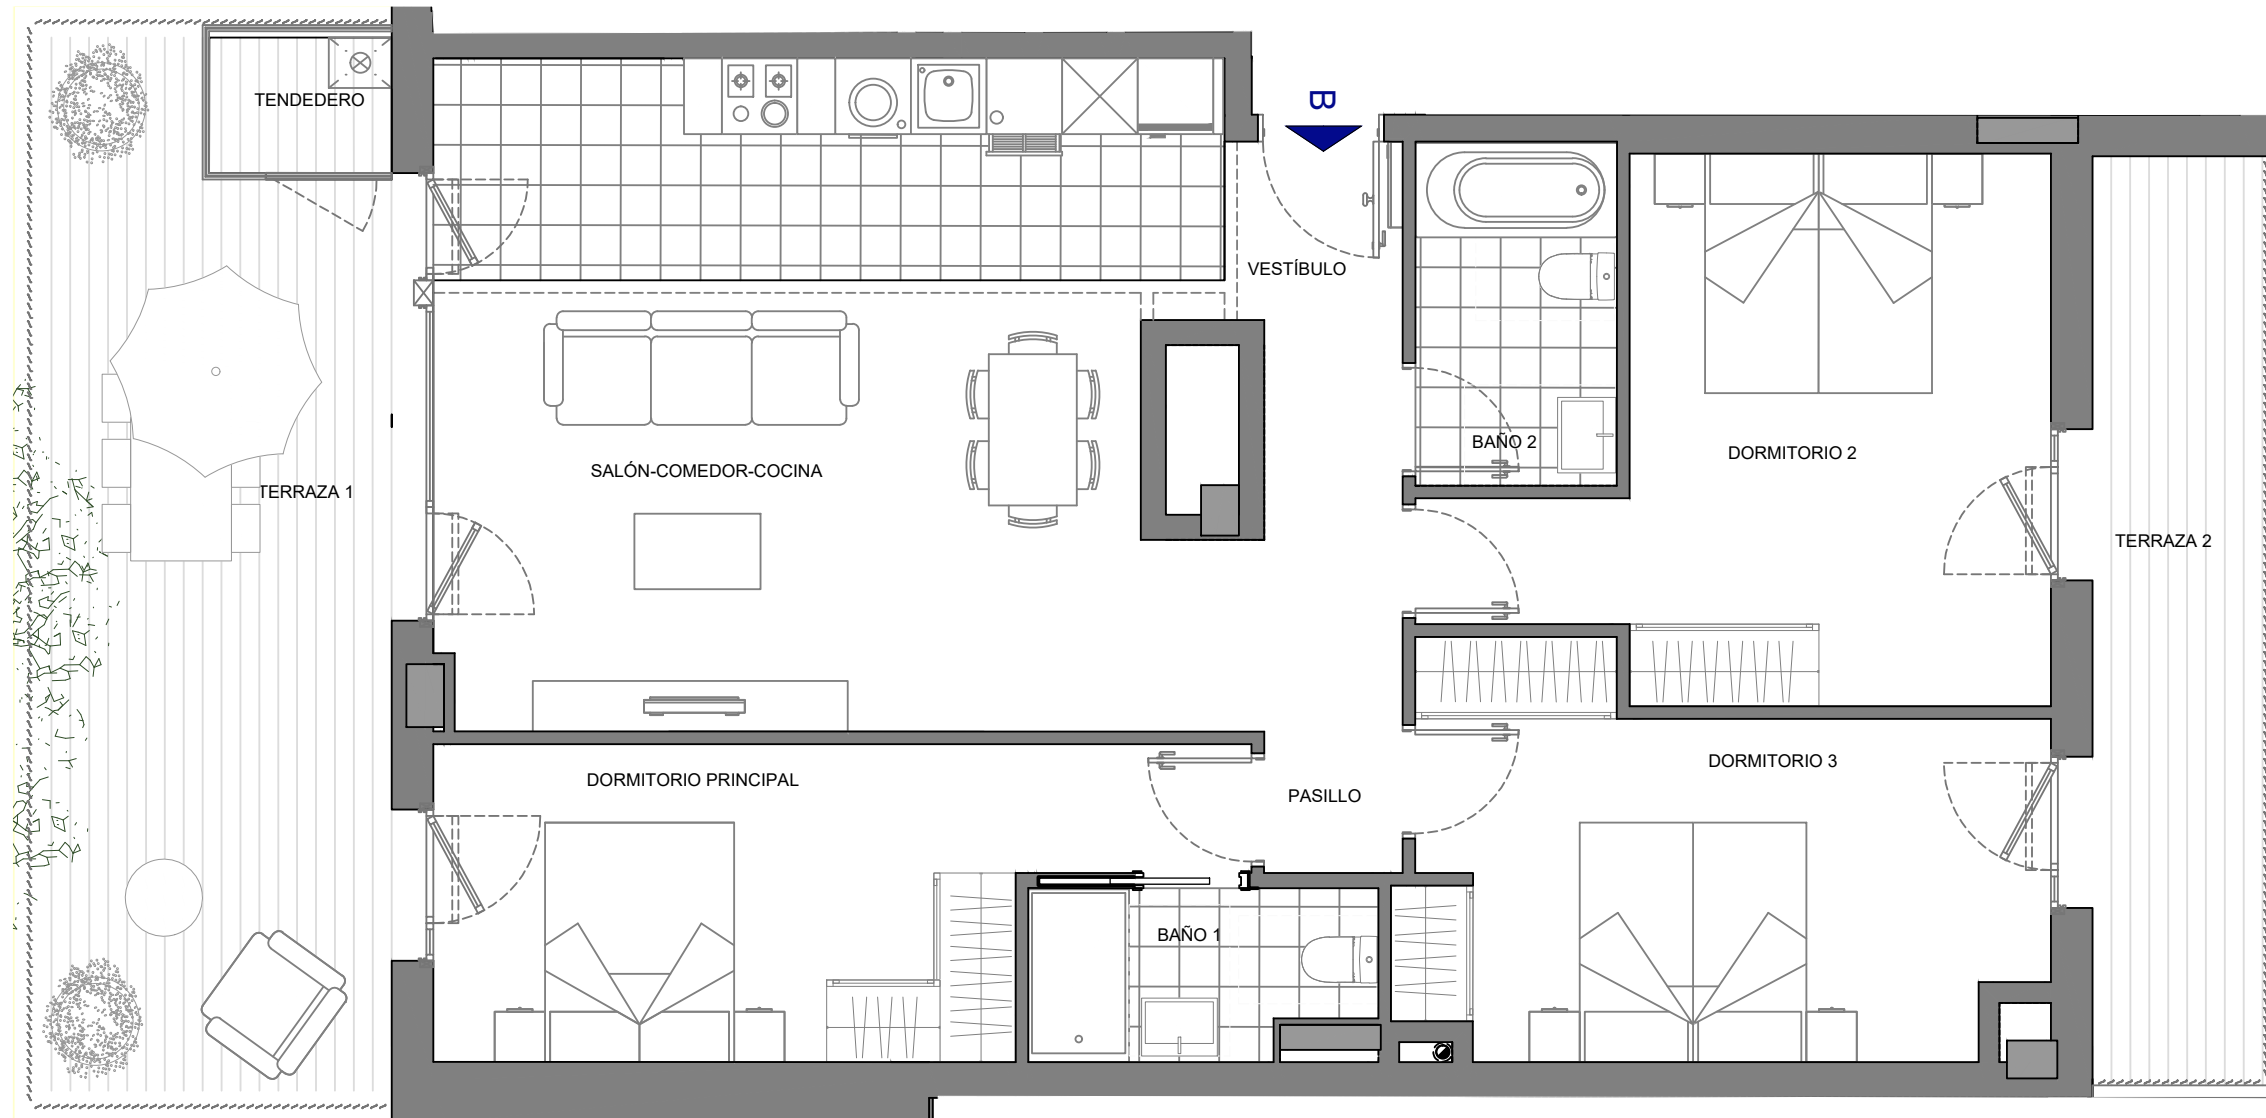 B
TENDEDERO
VESTÍBULO
BAÑO 2
DORMITORIO 2
SALÓN-COMEDOR-COCINA
TERRAZA 1
TERRAZA 2
DORMITORIO 3
DORMITORIO PRINCIPAL
PASILLO
BAÑO 1